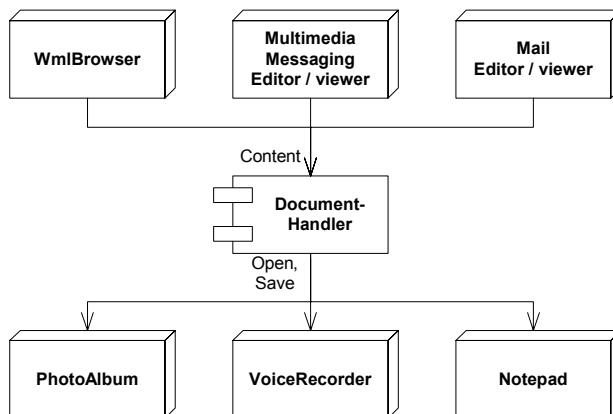 WmlBrowser
Multimedia
Messaging
Editor / viewer
Mail
Editor / viewer
Content
Document-
Handler
Open,
Save
PhotoAlbum
VoiceRecorder
Notepad